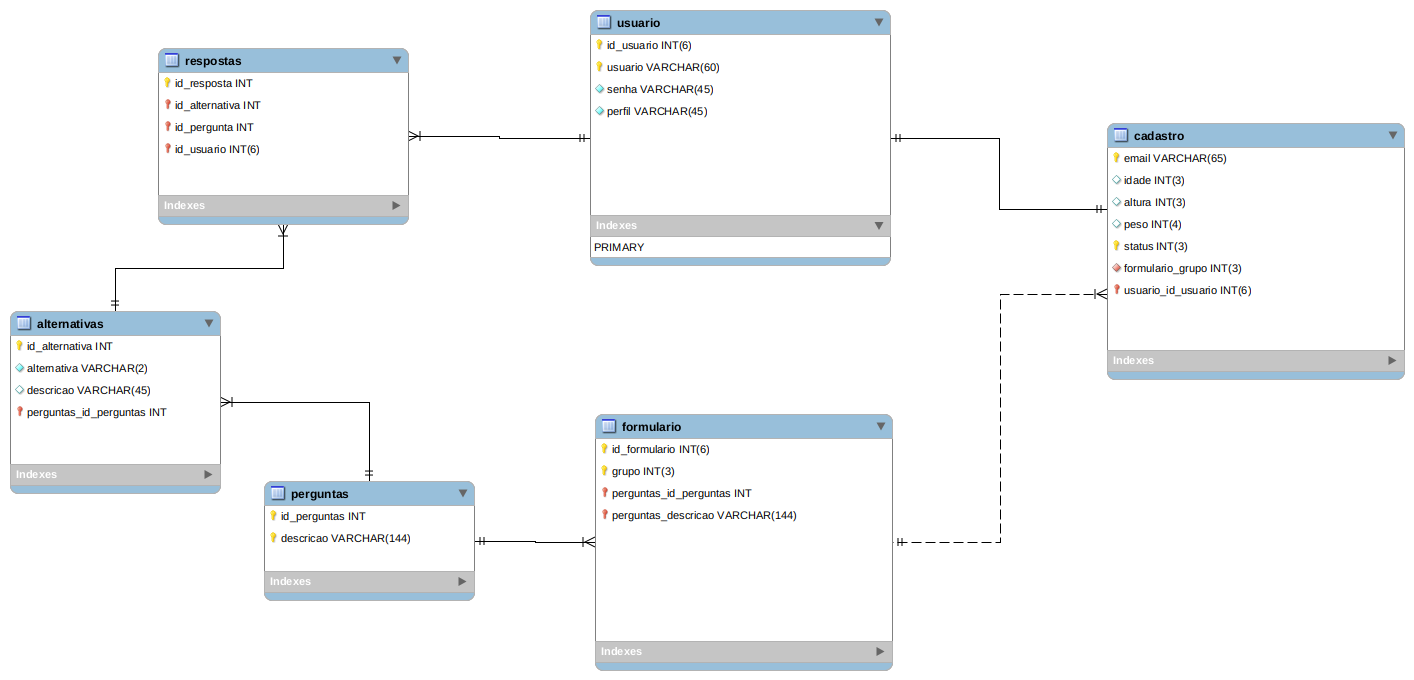 usuario
id_usuario INT(6)
usuario VARCHAR(60)
senha VARCHAR(45)
perfil VARCHAR(45)
Indexes
PRIMARY
respostas
id_resposta INT
id_alternativa INT
id_pergunta INT
id_usuario INT(6)
Indexes
cadastro
email VARCHAR(65)
idade INT(3)
altura INT(3)
peso INT(4)
status INT(3)
formulario_grupo INT(3)
usuario_id_usuario INT(6)
Indexes
alternativas
id_alternativa INT
alternativa VARCHAR(2)
descricao VARCHAR(45)
perguntas_id_perguntas INT
Indexes
formulario
id_formulario INT(6)
grupo INT(3)
perguntas_id_perguntas INT
perguntas_descricao VARCHAR(144)
Indexes
perguntas
id_perguntas INT
descricao VARCHAR(144)
Indexes